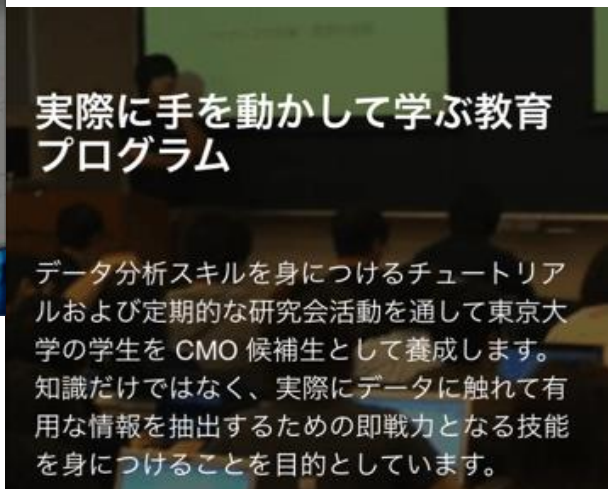 実際に手を動かして学ぶ教育
プログラム
データ分析スキルを身につけるチュートリア
ルおよび定期的な研究会活動を通して東京大
学の学生を CMO 候補生として養成します。
知識だけではなく、実際にデータに触れて有
用な情報を抽出するための即戦力となる技能
を身につけることを目的としています。